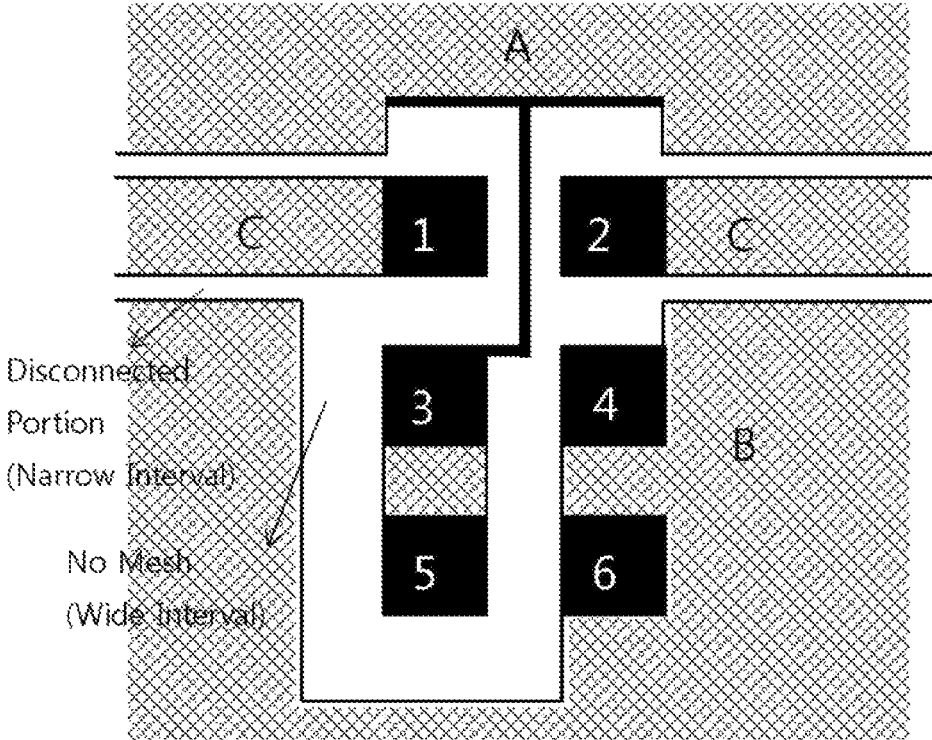 A
C
1
2
C
Disconnected
Portion
(Narrow Interval)
3
4
B
No Mesh
(Wide Interval)
5
6